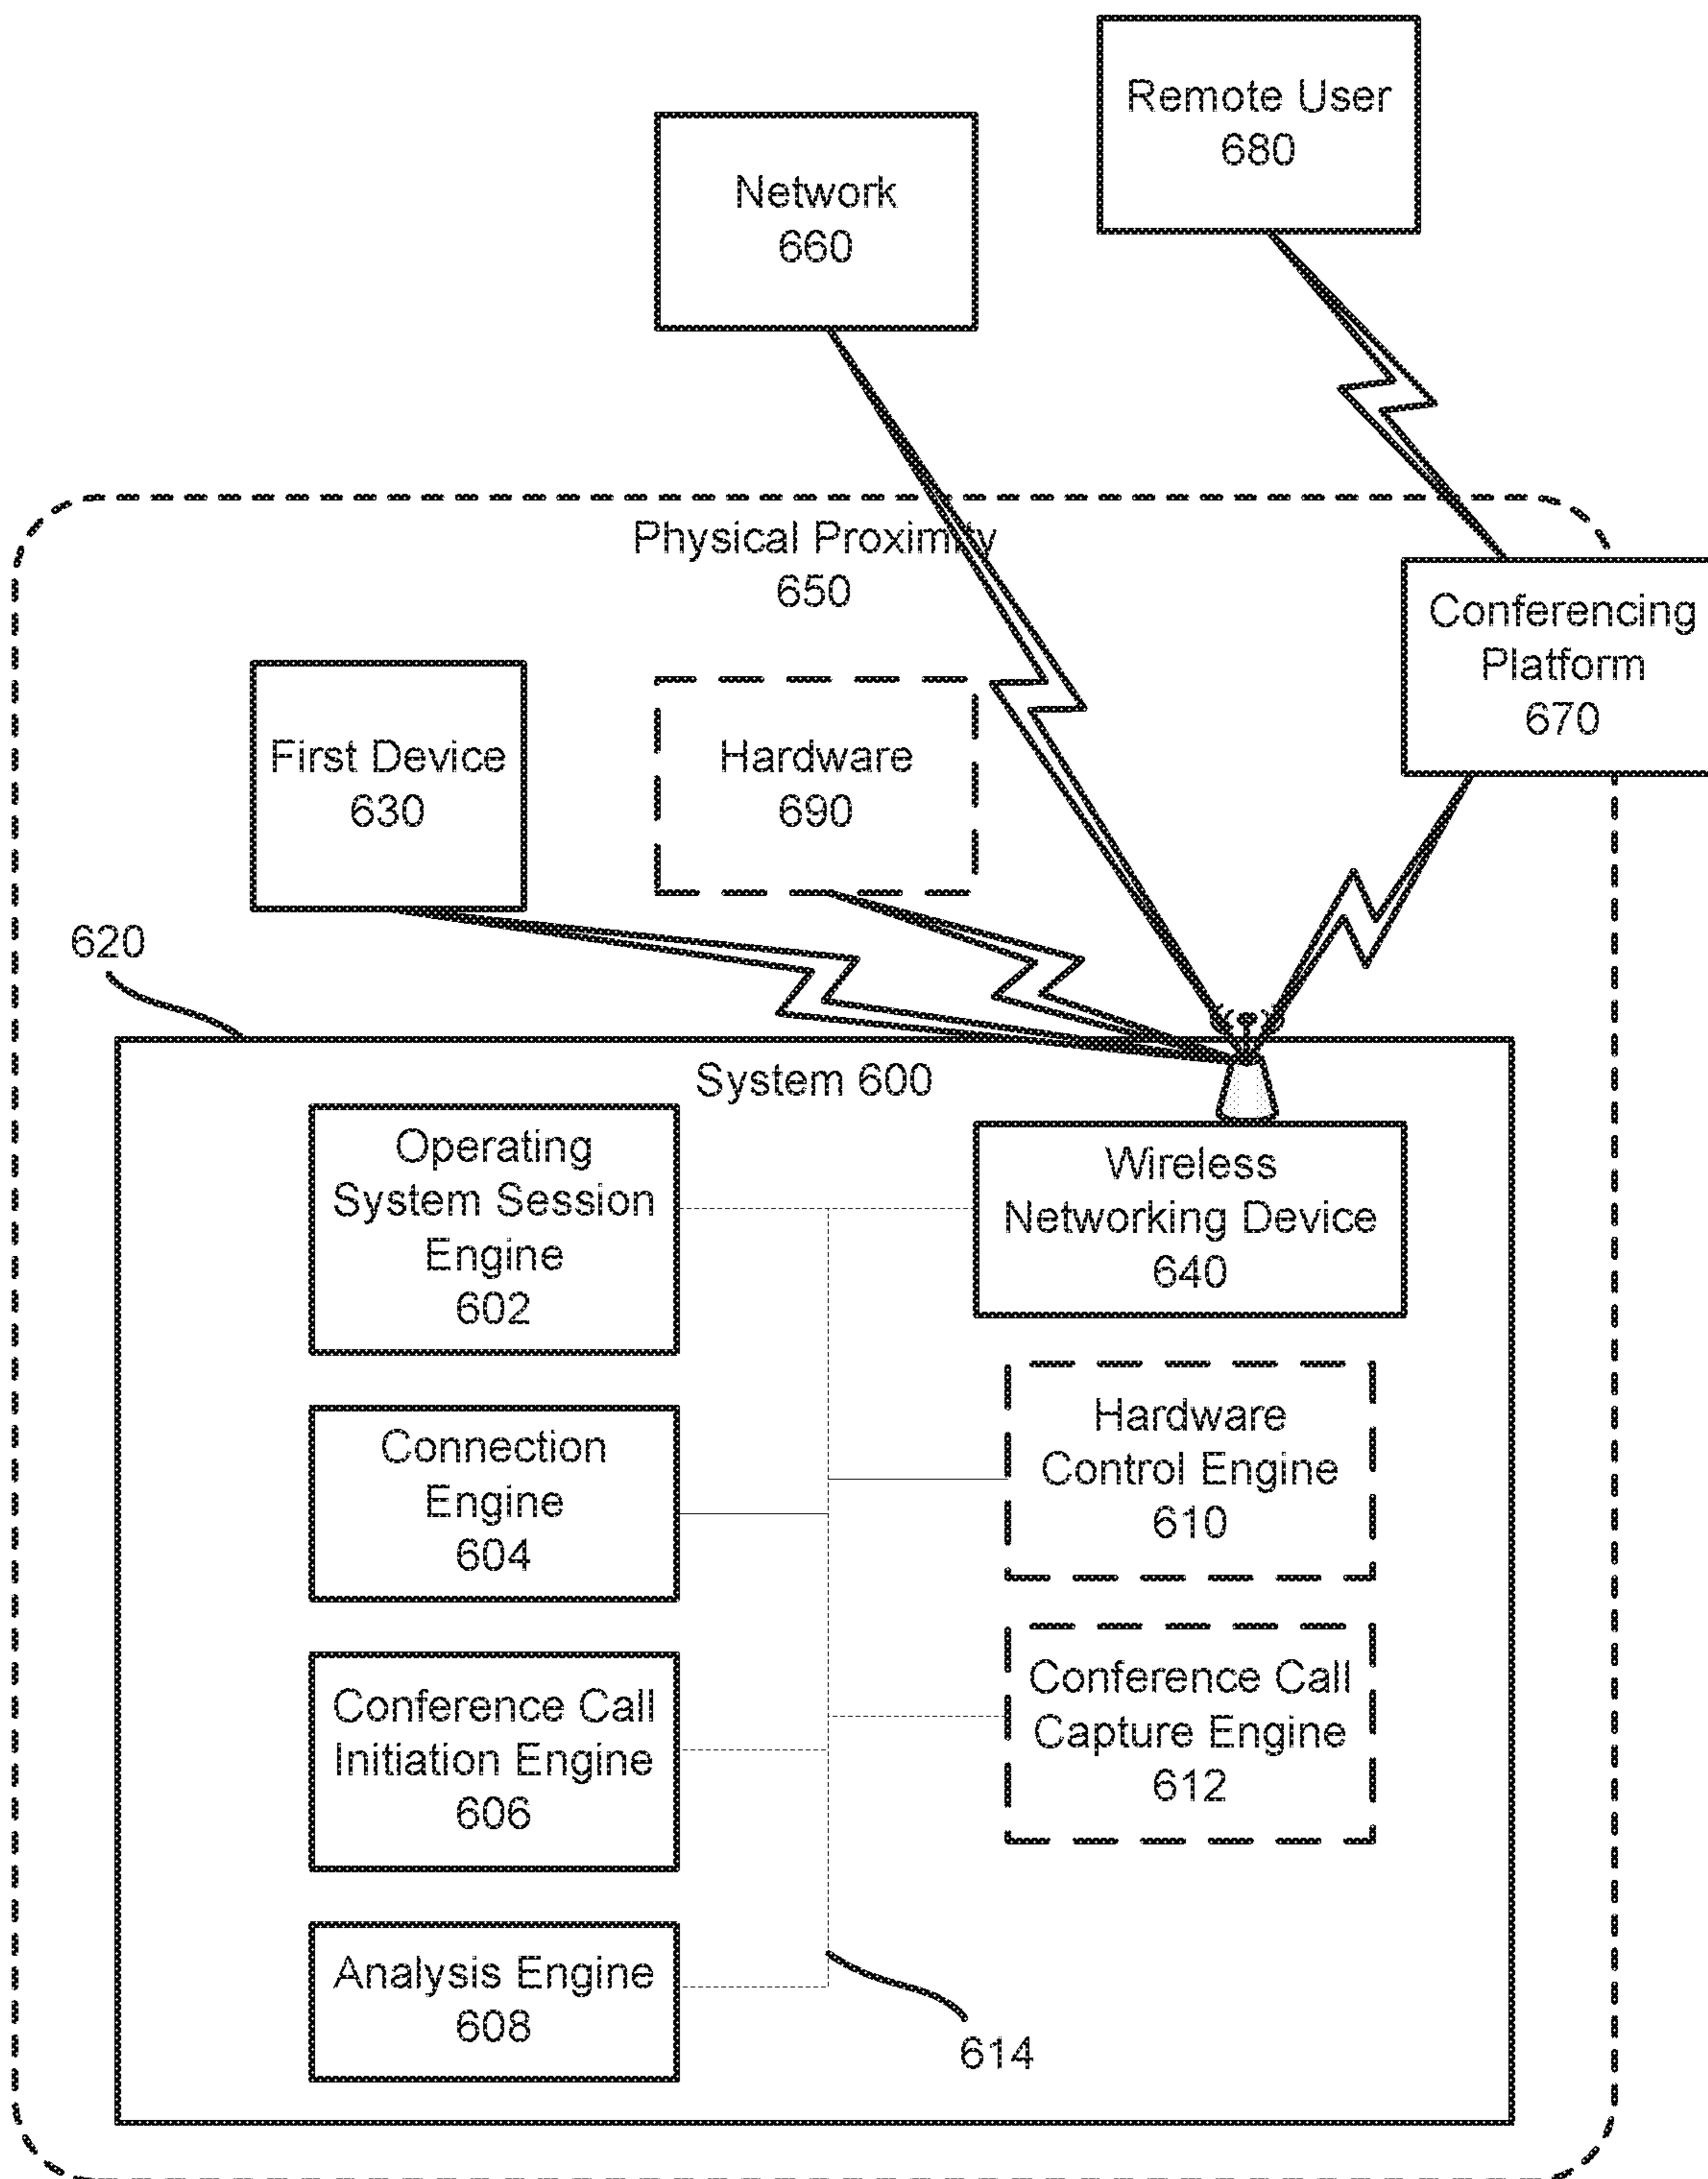 Remote User
680
Network
660
Physical Proximity
650
Conferencing
Platform
670
First Device
630
Hardware
690
620
System 600
Operating
System Session
Engine
602
Wireless
Networking Device
640
Connection
Engine
604
Hardware
Control Engine
610
Conference Call
Initiation Engine
606
Conference Call
Capture Engine
612
Analysis Engine
608
614